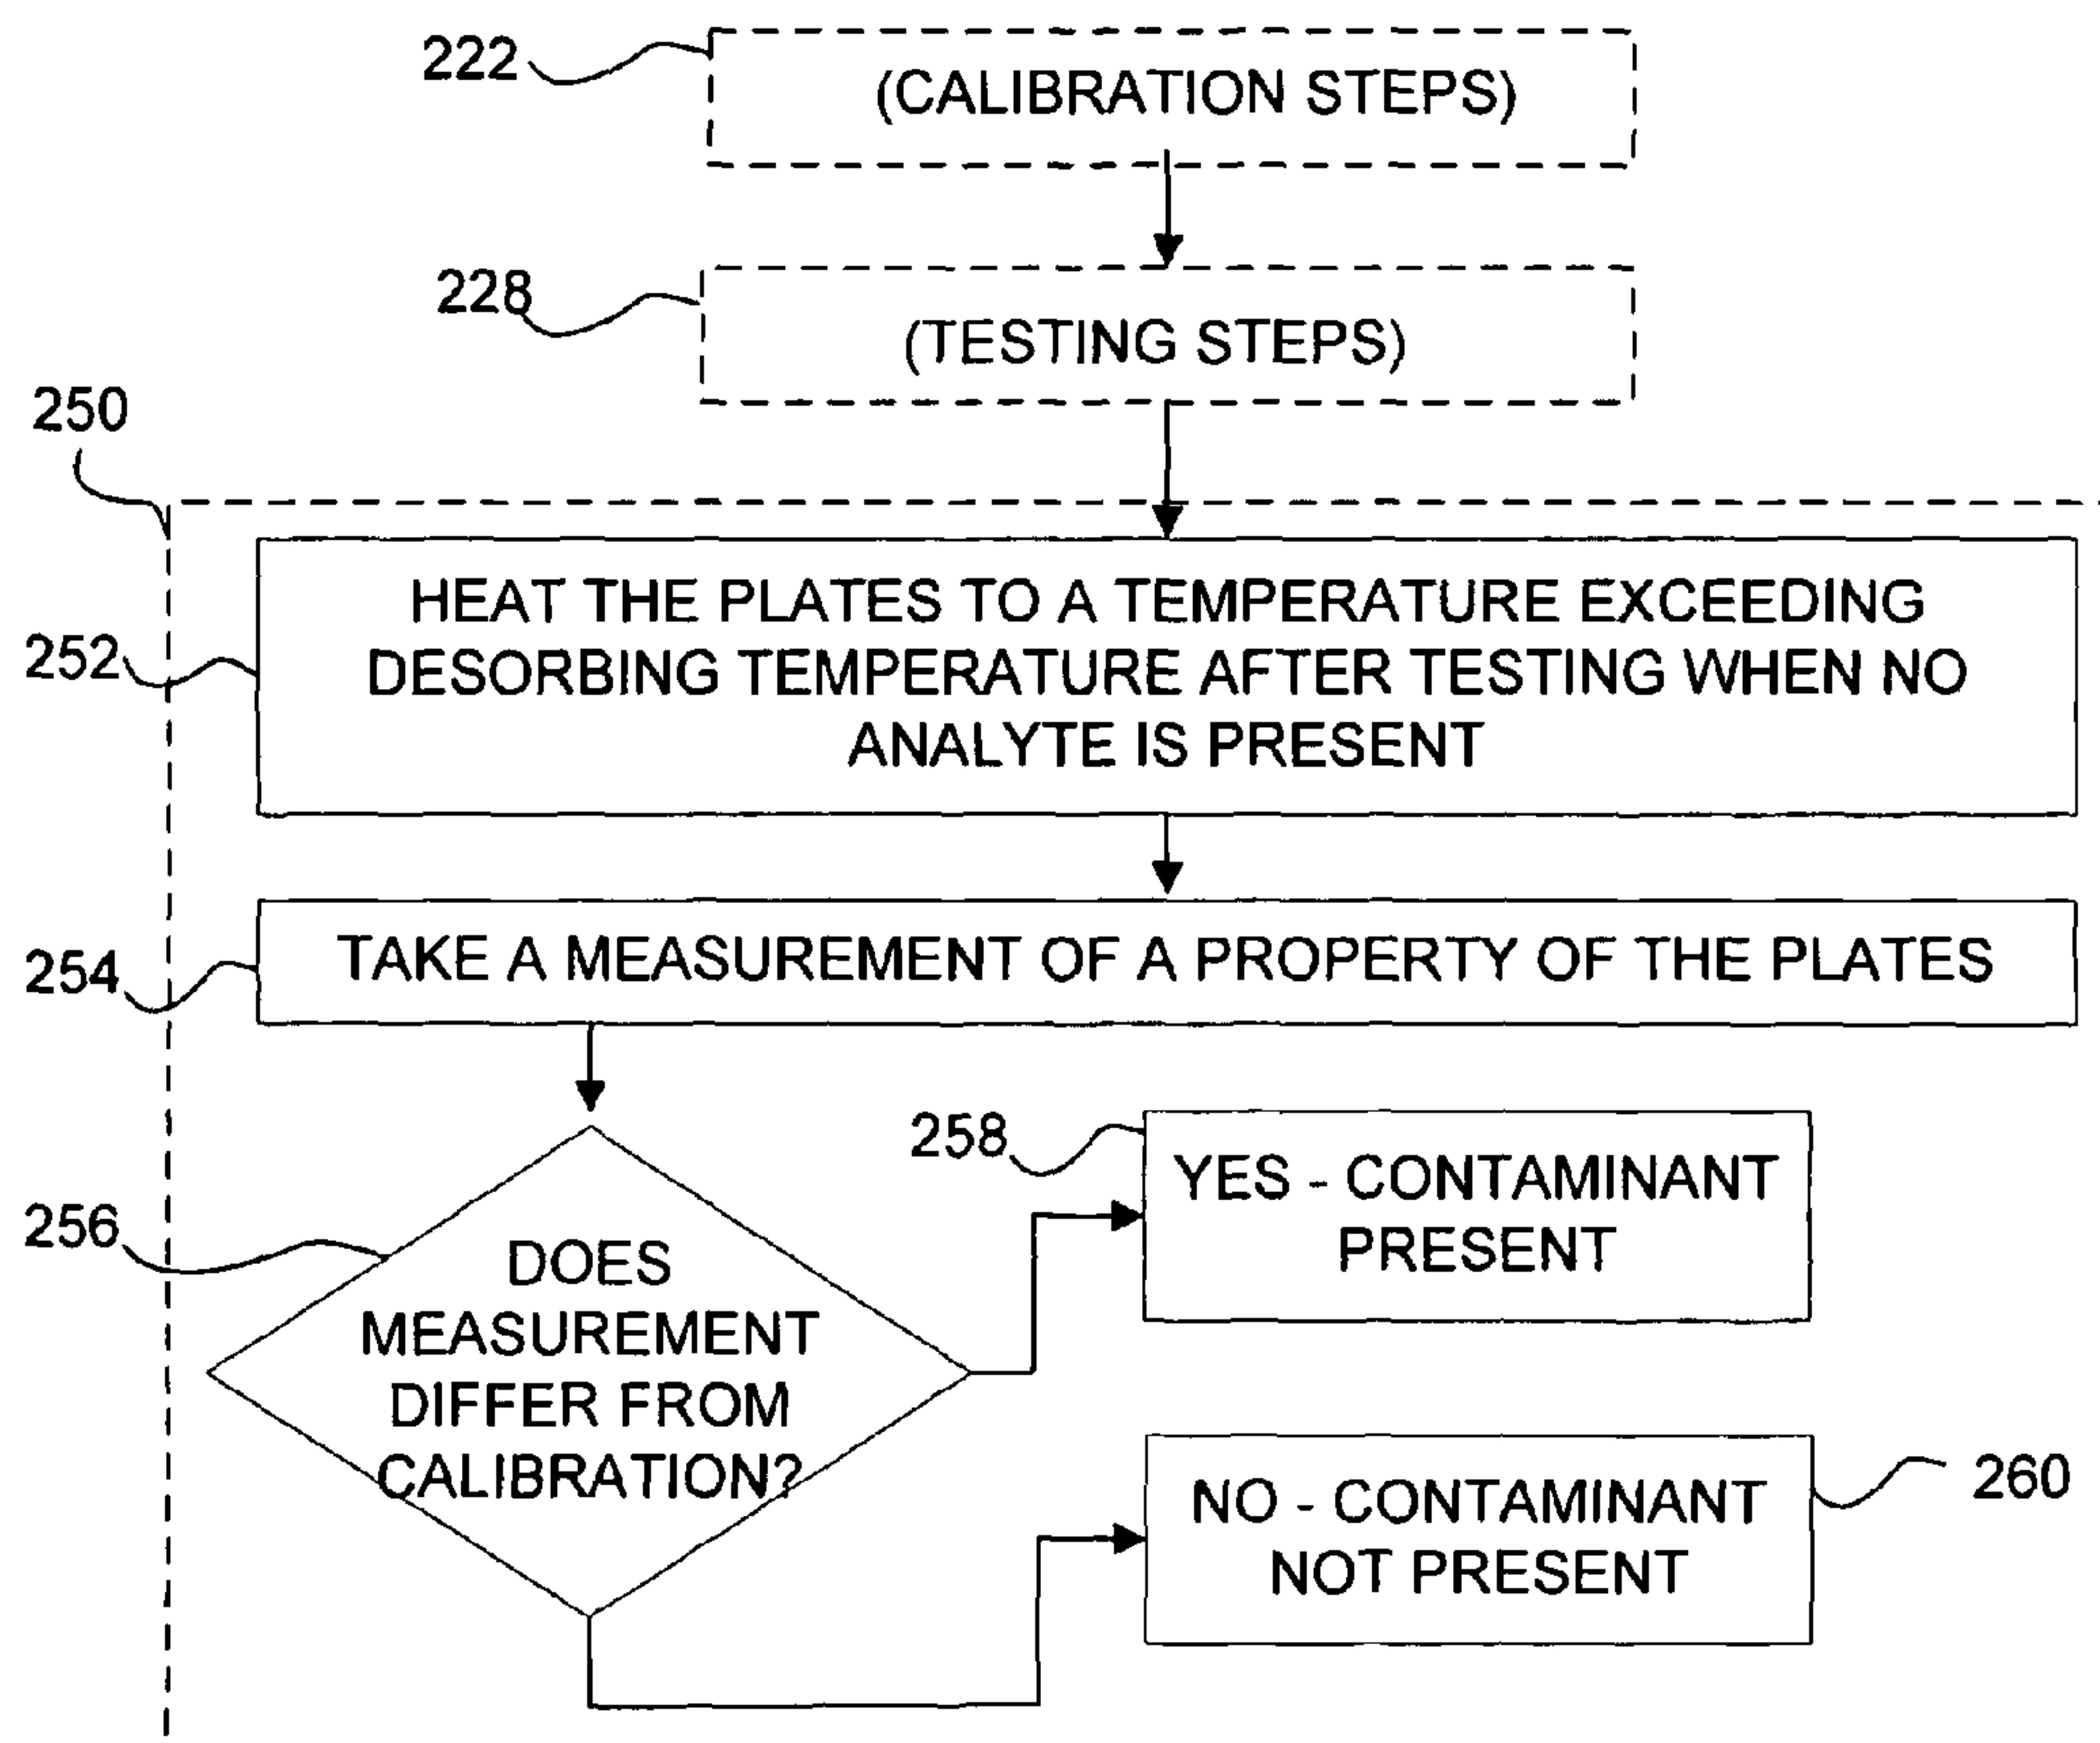 222
(CALIBRATION STEPS)
228
(TESTING STEPS)
250
HEAT THE PLATES TO A TEMPERATURE EXCEEDING
DESORBING TEMPERATURE AFTER TESTING WHEN NO
ANALYTE IS PRESENT
252
TAKE A MEASUREMENT OF A PROPERTY OF THE PLATES
254
256
DOES
MEASUREMENT
DIFFER FROM
CALIBRATION?
258
YES - CONTAMINANT
PRESENT
NO - CONTAMINANT
NOT PRESENT
260